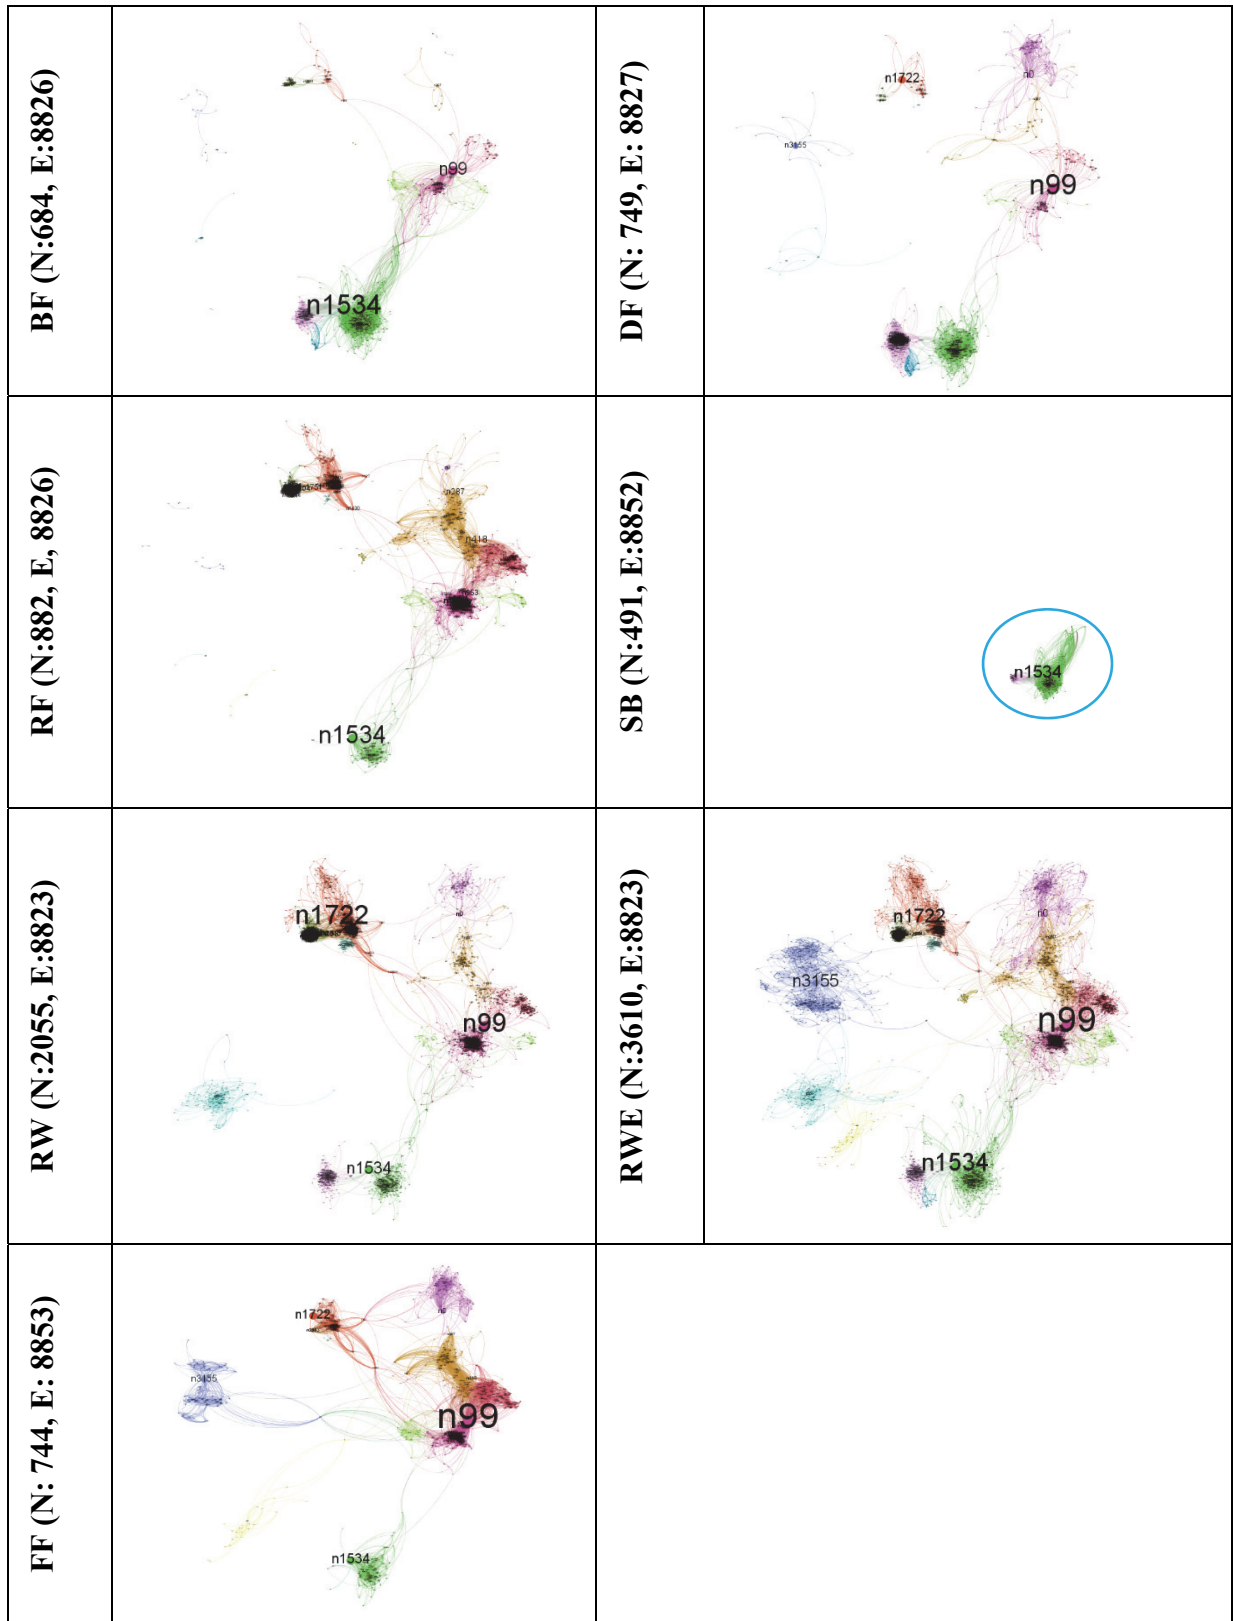 BF (N:684, E:8826)
n99
n1534
DF (N: 749, E: 8827)
n1722
n0
n3155
n99
RF (N:882, E, 8826)
n387
n418
n1534
SB (N:491, E:8852)
n1534
RW (N:2055, E:8823)
n1722
n0
n99
n1534
RWE (N:3610, E:8823)
n1722
n0
n3155
n99
n1534
FF (N: 744, E: 8853)
n1722
n0
n3155
n99
n1534